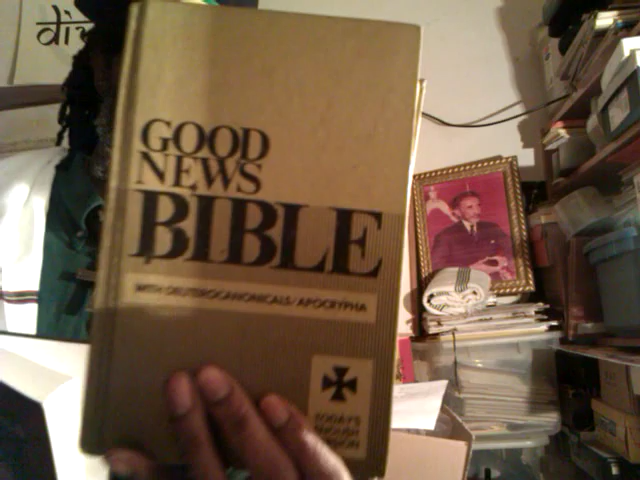 GOOD
NEWS
BIBLE
WITH DEUTEROCANONICALS/APOCRYPHA
TODAY'S
ENGLISH
VERSION